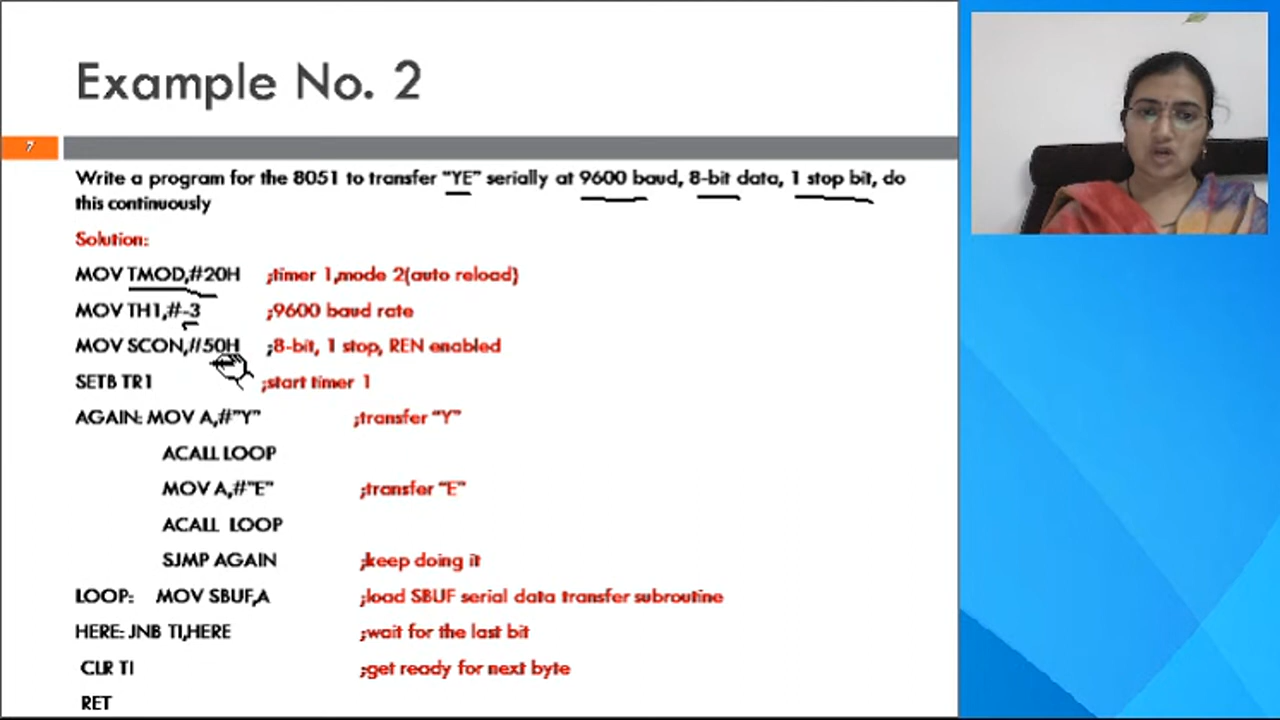 Example No. 2
7
Write a program for the 8051 to transfer "YE" serially at 9600 baud, 8-bit data, 1 stop bit, do
this continuously
Solution:
MOV TMOD,#20H ;timer 1,mode 2(auto reload)
MOV TH1,#-3 ;9600 baud rate
MOV SCON,#50H ;8-bit, 1 stop, REN enabled
SETB TR1 ;start timer 1
AGAIN: MOV A,#"Y" ;transfer "Y"
ACALL LOOP
MOV A,#"E" ;transfer "E"
ACALL LOOP
SJMP AGAIN ;keep doing it
LOOP: MOV SBUF,A ;load SBUF serial data transfer subroutine
HERE: JNB TI,HERE ;wait for the last bit
CLR TI ;get ready for next byte
RET